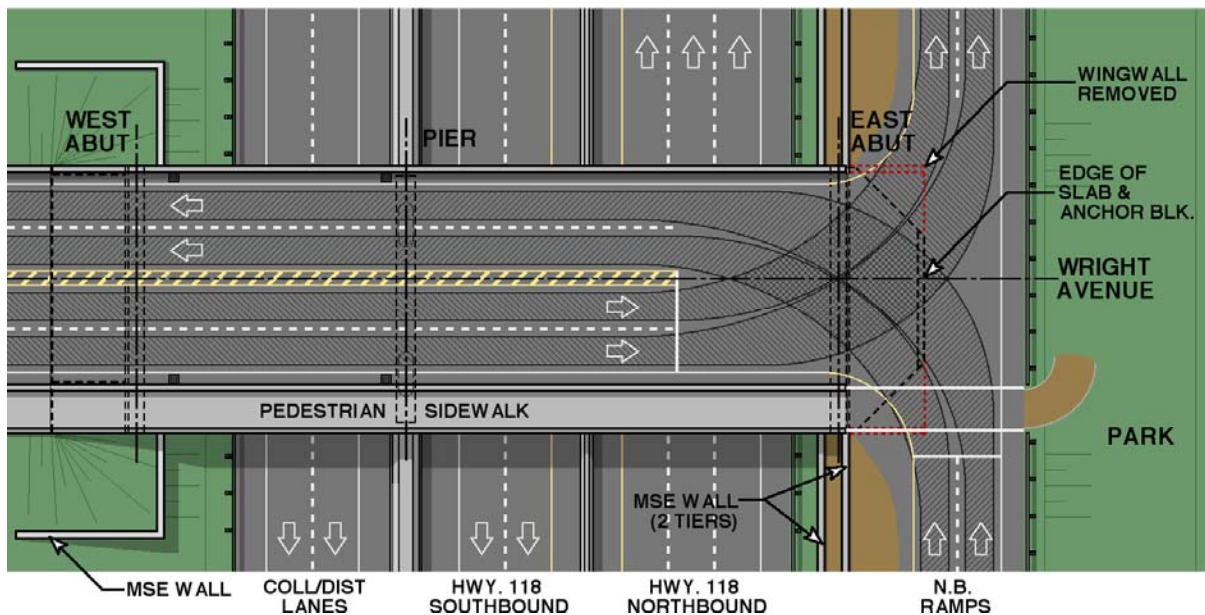 WINGWALL
REMOVED
WEST
ABUT
PIER
EAST
ABUT
EDGE OF
SLAB &
ANCHOR BLK.
WRIGHT
AVENUE
PEDESTRIAN SIDEWALK
PARK
MSE WALL
(2 TIERS)
MSE WALL
COLL/DIST
LANES
HWY. 118
SOUTHBOUND
HWY. 118
NORTHBOUND
N.B.
RAMPS